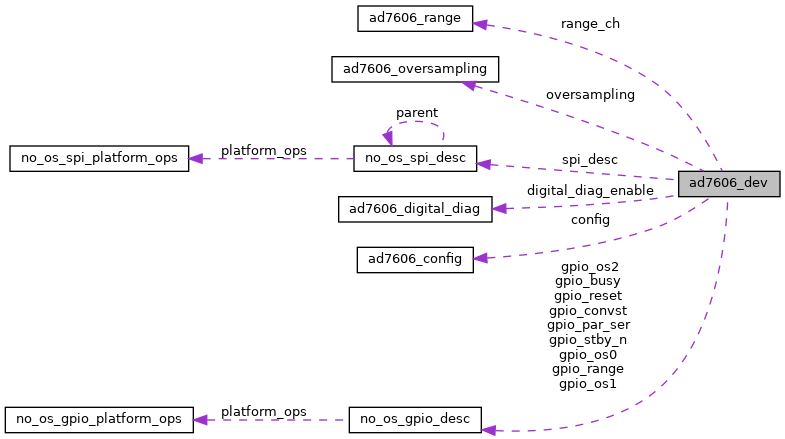 ad7606_range
range_ch
ad7606_oversampling
oversampling
parent
platform_ops
no_os_spi_platform_ops
no_os_spi_desc
spi_desc
ad7606_dev
digital_diag_enable
ad7606_digital_diag
config
ad7606_config
gpio_os2
gpio_busy
gpio_reset
gpio_convst
gpio_par_ser
gpio_stby_n
gpio_os0
gpio_range
gpio_os1
platform_ops
no_os_gpio_platform_ops
no_os_gpio_desc